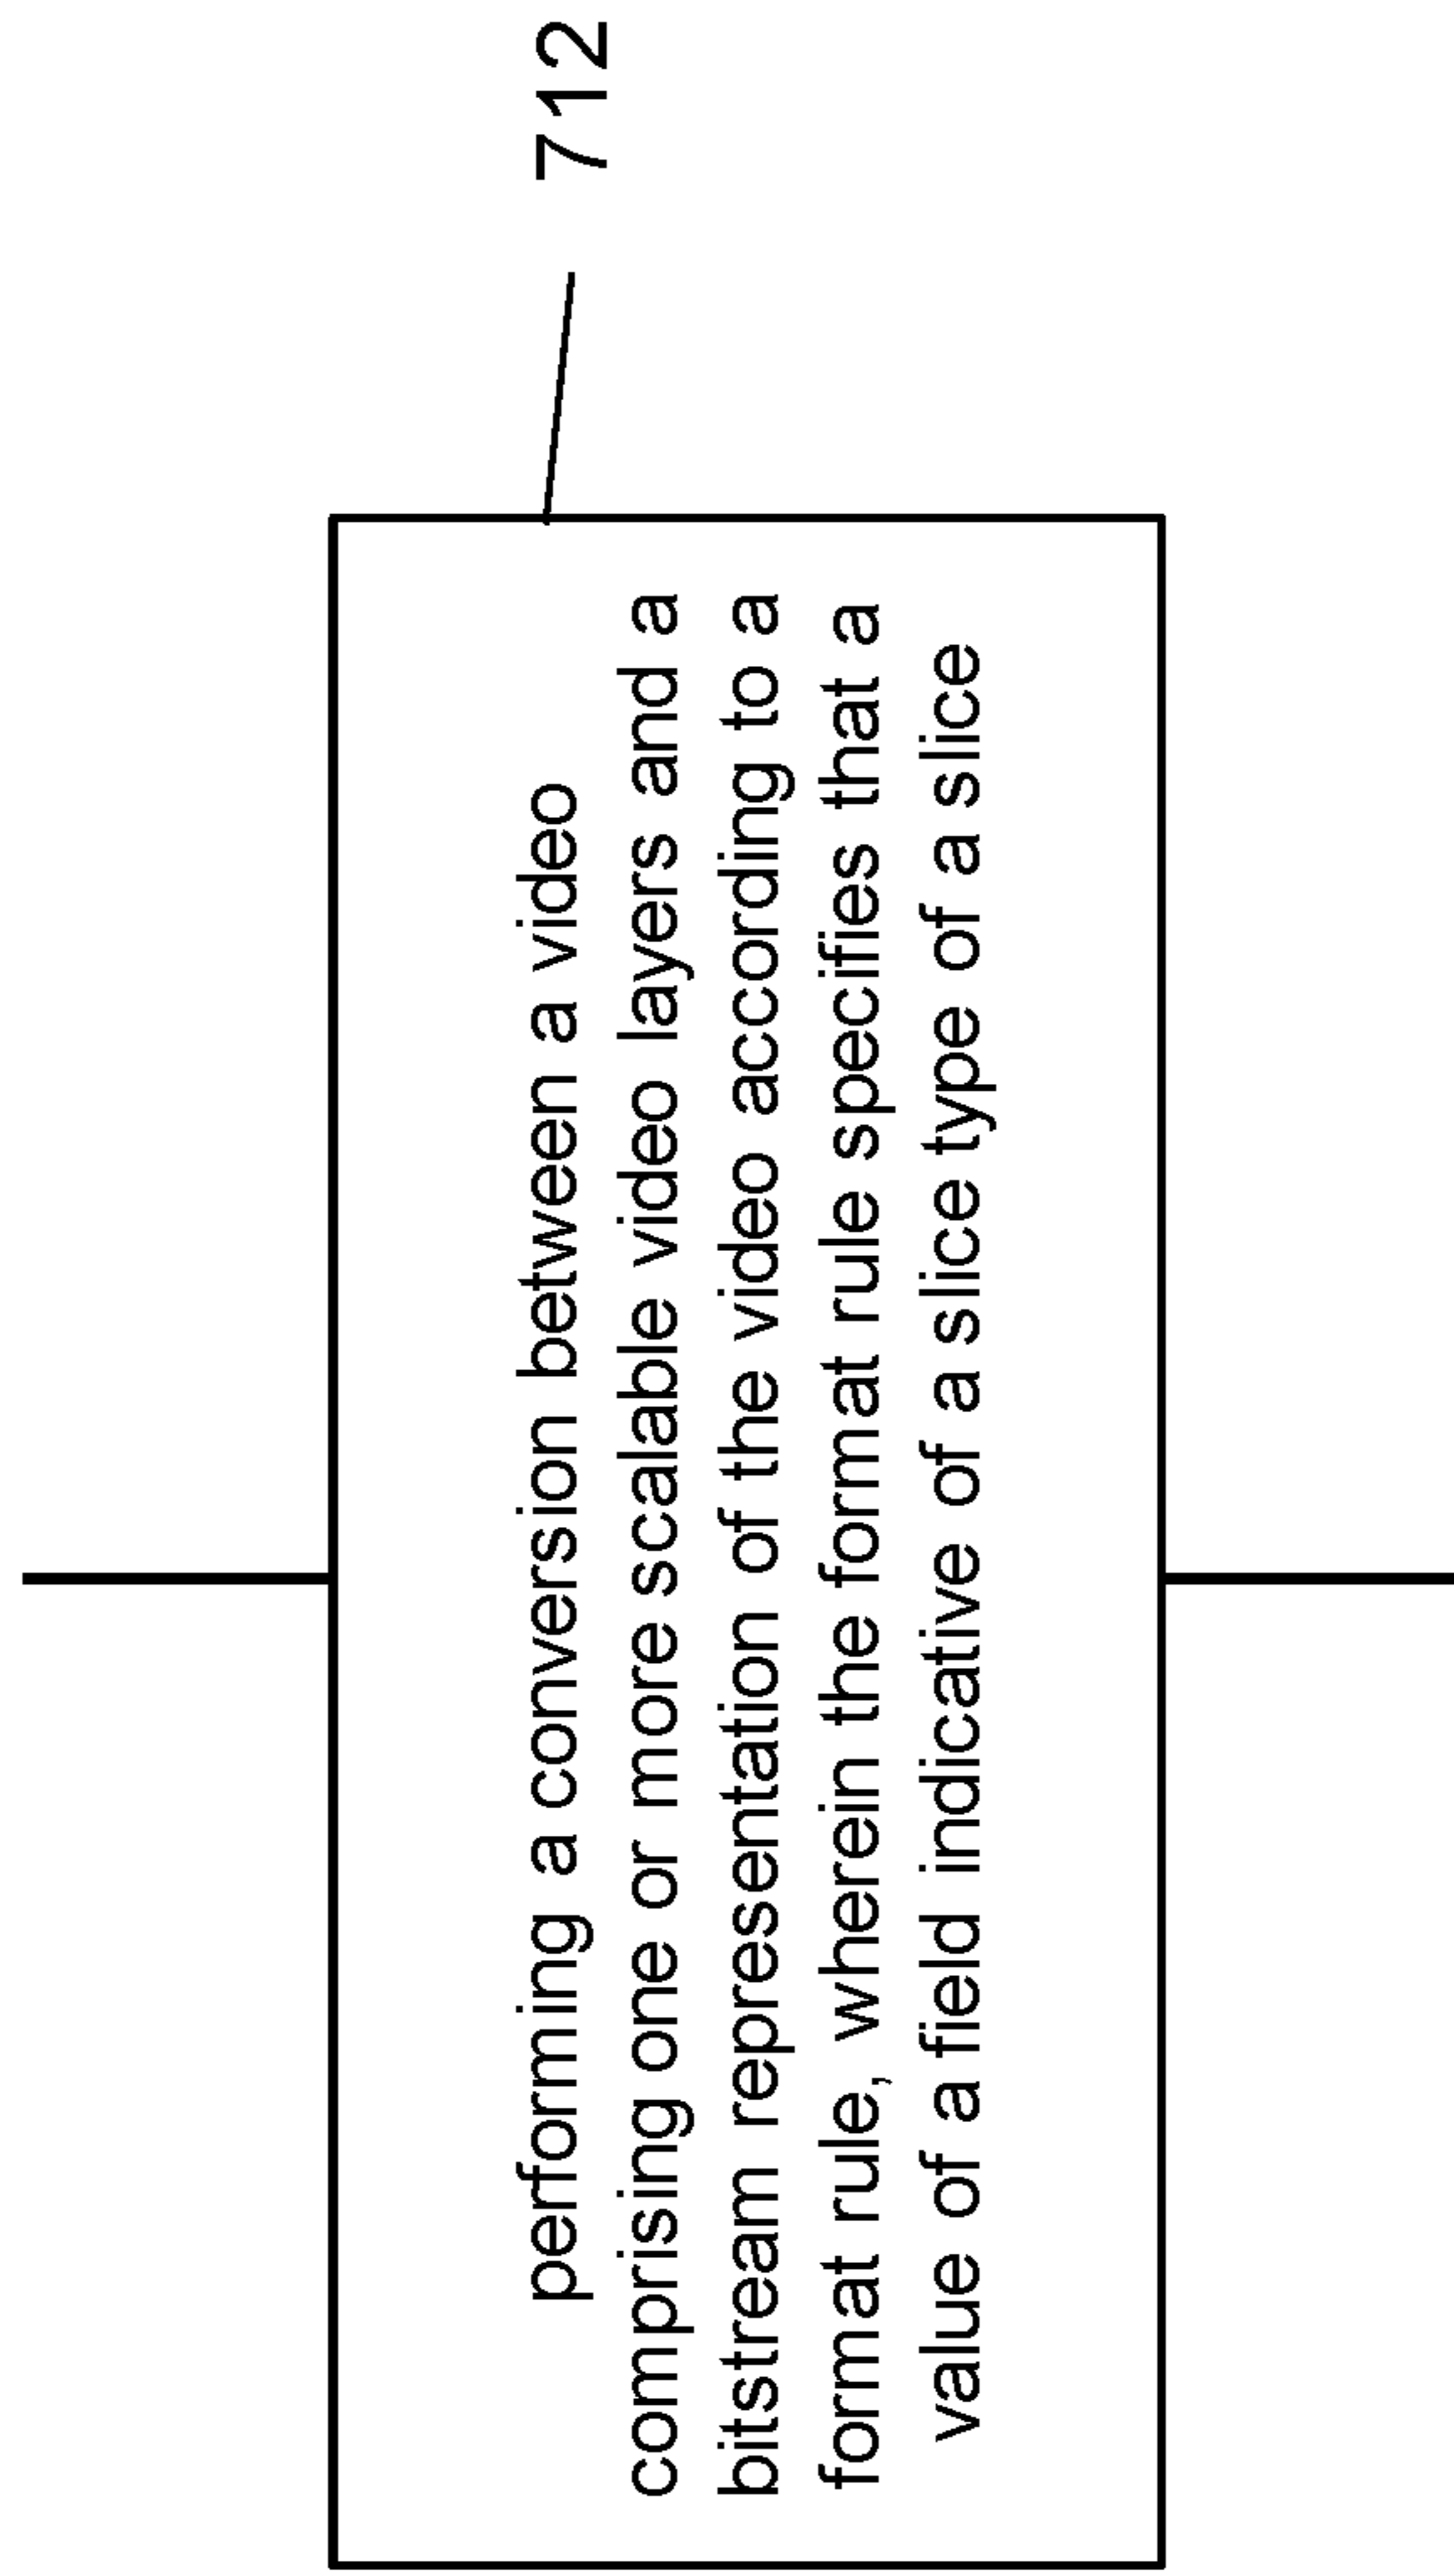 performing a conversion between a video
comprising one or more scalable video layers and a
bitstream representation of the video according to a
format rule, wherein the format rule specifies that a
value of a field indicative of a slice type of a slice
712